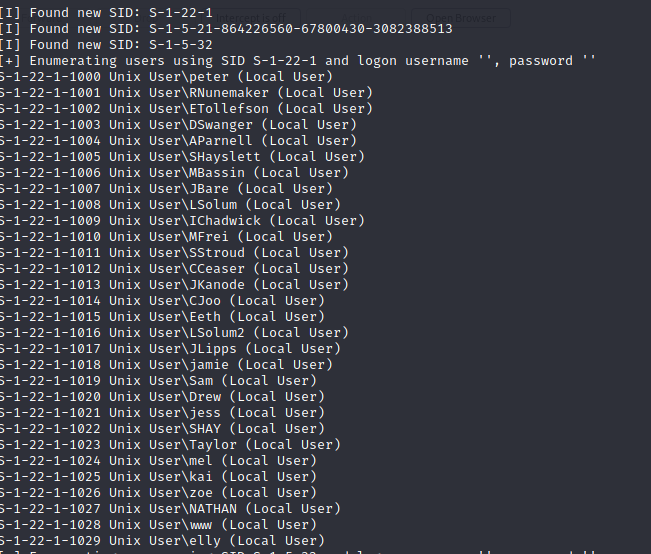 [I] Found new SID: S-1-22-1
[I] Found new SID: S-1-5-21-864226560-67800430-3082388513
[I] Found new SID: S-1-5-32
[+] Enumerating users using SID S-1-22-1 and logon username '', password ''
S-1-22-1-1000 Unix User\peter (Local User)
S-1-22-1-1001 Unix User\RNunemaker (Local User)
S-1-22-1-1002 Unix User\ETollefson (Local User)
S-1-22-1-1003 Unix User\DSwanger (Local User)
S-1-22-1-1004 Unix User\AParnell (Local User)
S-1-22-1-1005 Unix User\SHayslett (Local User)
S-1-22-1-1006 Unix User\MBassin (Local User)
S-1-22-1-1007 Unix User\JBare (Local User)
S-1-22-1-1008 Unix User\LSolum (Local User)
S-1-22-1-1009 Unix User\IChadwick (Local User)
S-1-22-1-1010 Unix User\MFrei (Local User)
S-1-22-1-1011 Unix User\SStroud (Local User)
S-1-22-1-1012 Unix User\CCeaser (Local User)
S-1-22-1-1013 Unix User\JKanode (Local User)
S-1-22-1-1014 Unix User\CJoo (Local User)
S-1-22-1-1015 Unix User\Eeth (Local User)
S-1-22-1-1016 Unix User\LSolum2 (Local User)
S-1-22-1-1017 Unix User\JLipps (Local User)
S-1-22-1-1018 Unix User\jamie (Local User)
S-1-22-1-1019 Unix User\Sam (Local User)
S-1-22-1-1020 Unix User\Drew (Local User)
S-1-22-1-1021 Unix User\jess (Local User)
S-1-22-1-1022 Unix User\SHAY (Local User)
S-1-22-1-1023 Unix User\Taylor (Local User)
S-1-22-1-1024 Unix User\mel (Local User)
S-1-22-1-1025 Unix User\kai (Local User)
S-1-22-1-1026 Unix User\zoe (Local User)
S-1-22-1-1027 Unix User\NATHAN (Local User)
S-1-22-1-1028 Unix User\www (Local User)
S-1-22-1-1029 Unix User\elly (Local User)